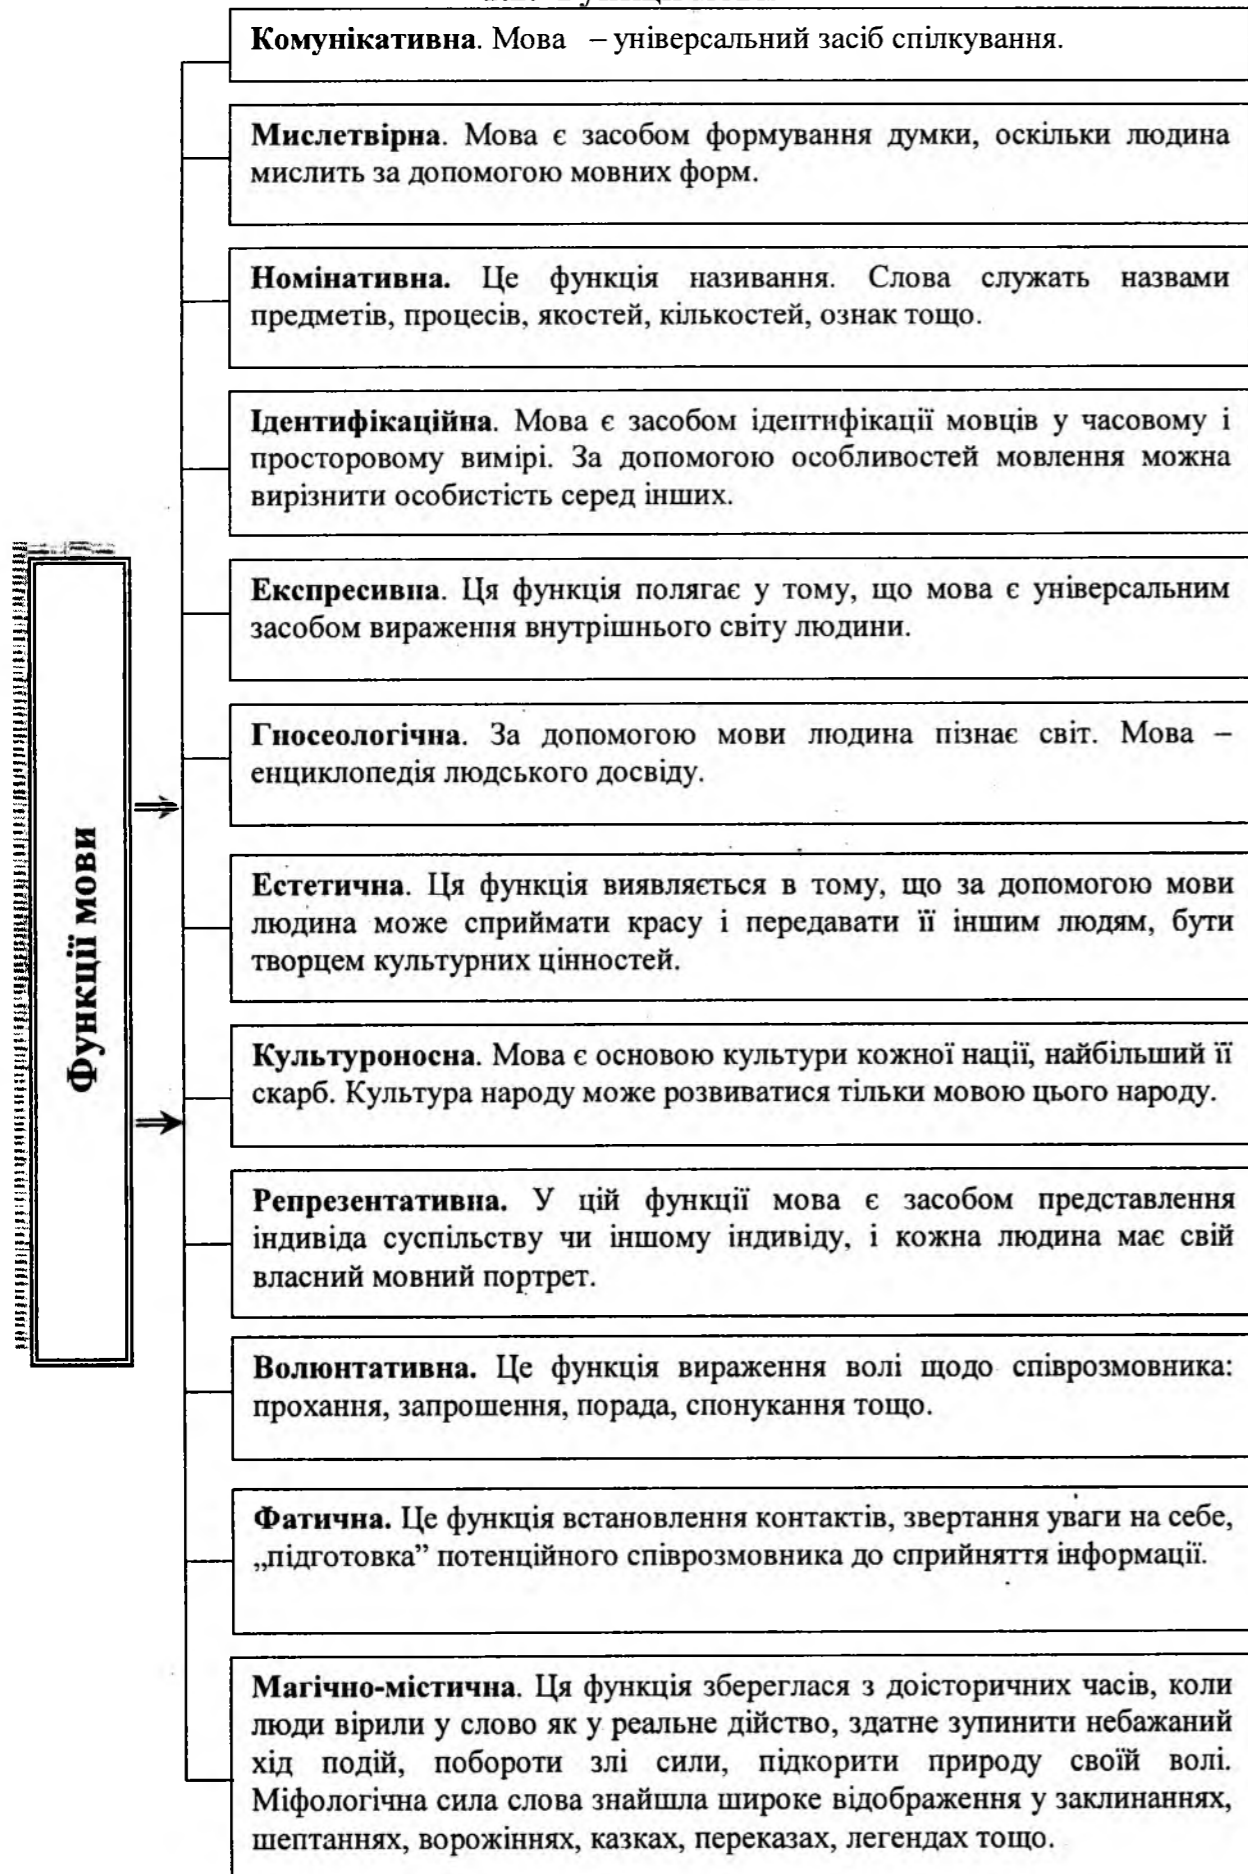 Комунікативна. Мова – універсальний засіб спілкування.
Мислетвірна. Мова є засобом формування думки, оскільки людина
мислить за допомогою мовних форм.
Номінативна. Це функція називання. Слова служать назвами
предметів, процесів, якостей, кількостей, ознак тощо.
Ідентифікаційна. Мова є засобом ідентифікації мовців у часовому і
просторовому вимірі. За допомогою особливостей мовлення можна
вирізнити особистість серед інших.
Експресивна. Ця функція полягає у тому, що мова є універсальним
засобом вираження внутрішнього світу людини.
Гносеологічна. За допомогою мови людина пізнає світ. Мова –
енциклопедія людського досвіду.
Функції мови
Естетична. Ця функція виявляється в тому, що за допомогою мови
людина може сприймати красу і передавати її іншим людям, бути
творцем культурних цінностей.
Культуроносна. Мова є основою культури кожної нації, найбільший її
скарб. Культура народу може розвиватися тільки мовою цього народу.
Репрезентативна. У цій функції мова є засобом представлення
індивіда суспільству чи іншому індивіду, і кожна людина має свій
власний мовний портрет.
Волюнтативна. Це функція вираження волі щодо співрозмовника:
прохання, запрошення, порада, спонукання тощо.
Фатична. Це функція встановлення контактів, звертання уваги на себе,
„підготовка” потенційного співрозмовника до сприйняття інформації.
Магічно-містична. Ця функція збереглася з доісторичних часів, коли
люди вірили у слово як у реальне дійство, здатне зупинити небажаний
хід подій, побороти злі сили, підкорити природу своїй волі.
Міфологічна сила слова знайшла широке відображення у заклинаннях,
шептаннях, ворожіннях, казках, переказах, легендах тощо.